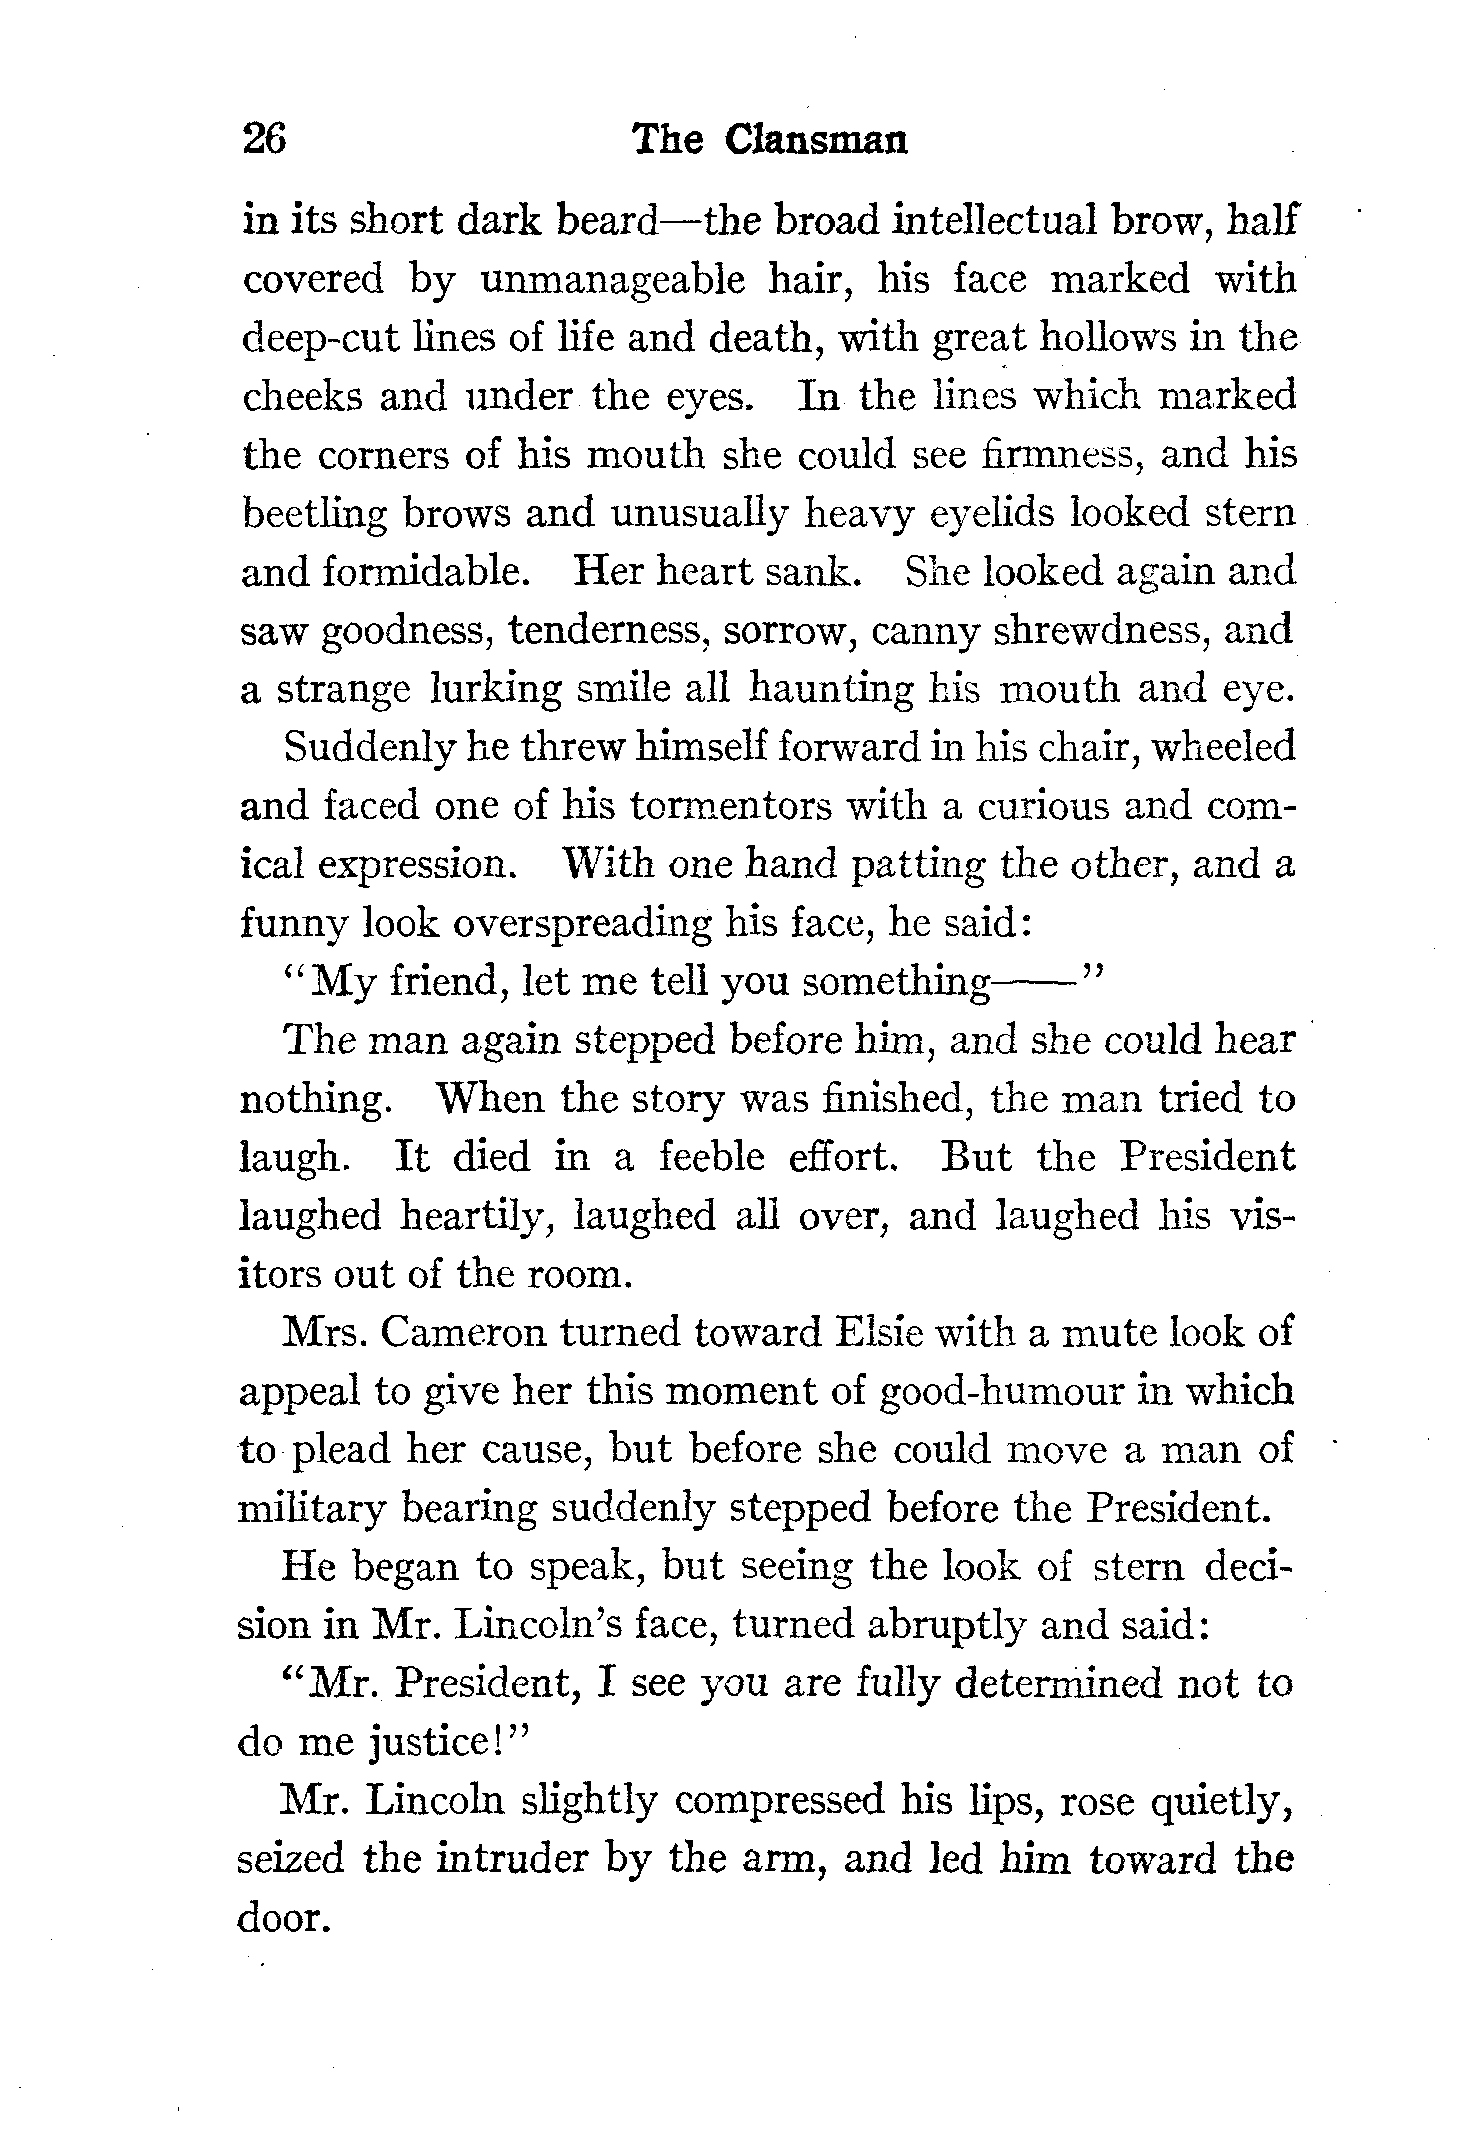 26 The Clansman
in its short dark beard—the broad intellectual brow, half
covered by unmanageable hair, his face marked with
deep-cut lines of life and death, with great hollows in the
cheeks and under the eyes. In the lines which marked
the corners of his mouth she could see firmness, and his
beetling brows and unusually heavy eyelids looked stern
and formidable. Her heart sank. She looked again and
saw goodness, tenderness, sorrow, canny shrewdness, and
a strange lurking smile all haunting his mouth and eye.
Suddenly he threw himself forward in his chair, wheeled
and faced one of his tormentors with a curious and com-
ical expression. With one hand patting the other, and a
funny look overspreading his face, he said:
"My friend, let me tell you something——"
The man again stepped before him, and she could hear
nothing. When the story was finished, the man tried to
laugh. It died in a feeble effort. But the President
laughed heartily, laughed all over, and laughed his vis-
itors out of the room.
Mrs. Cameron turned toward Elsie with a mute look of
appeal to give her this moment of good-humour in which
to plead her cause, but before she could move a man of
military bearing suddenly stepped before the President.
He began to speak, but seeing the look of stern deci-
sion in Mr. Lincoln's face, turned abruptly and said:
"Mr. President, I see you are fully determined not to
do me justice!"
Mr. Lincoln slightly compressed his lips, rose quietly,
seized the intruder by the arm, and led him toward the
door.